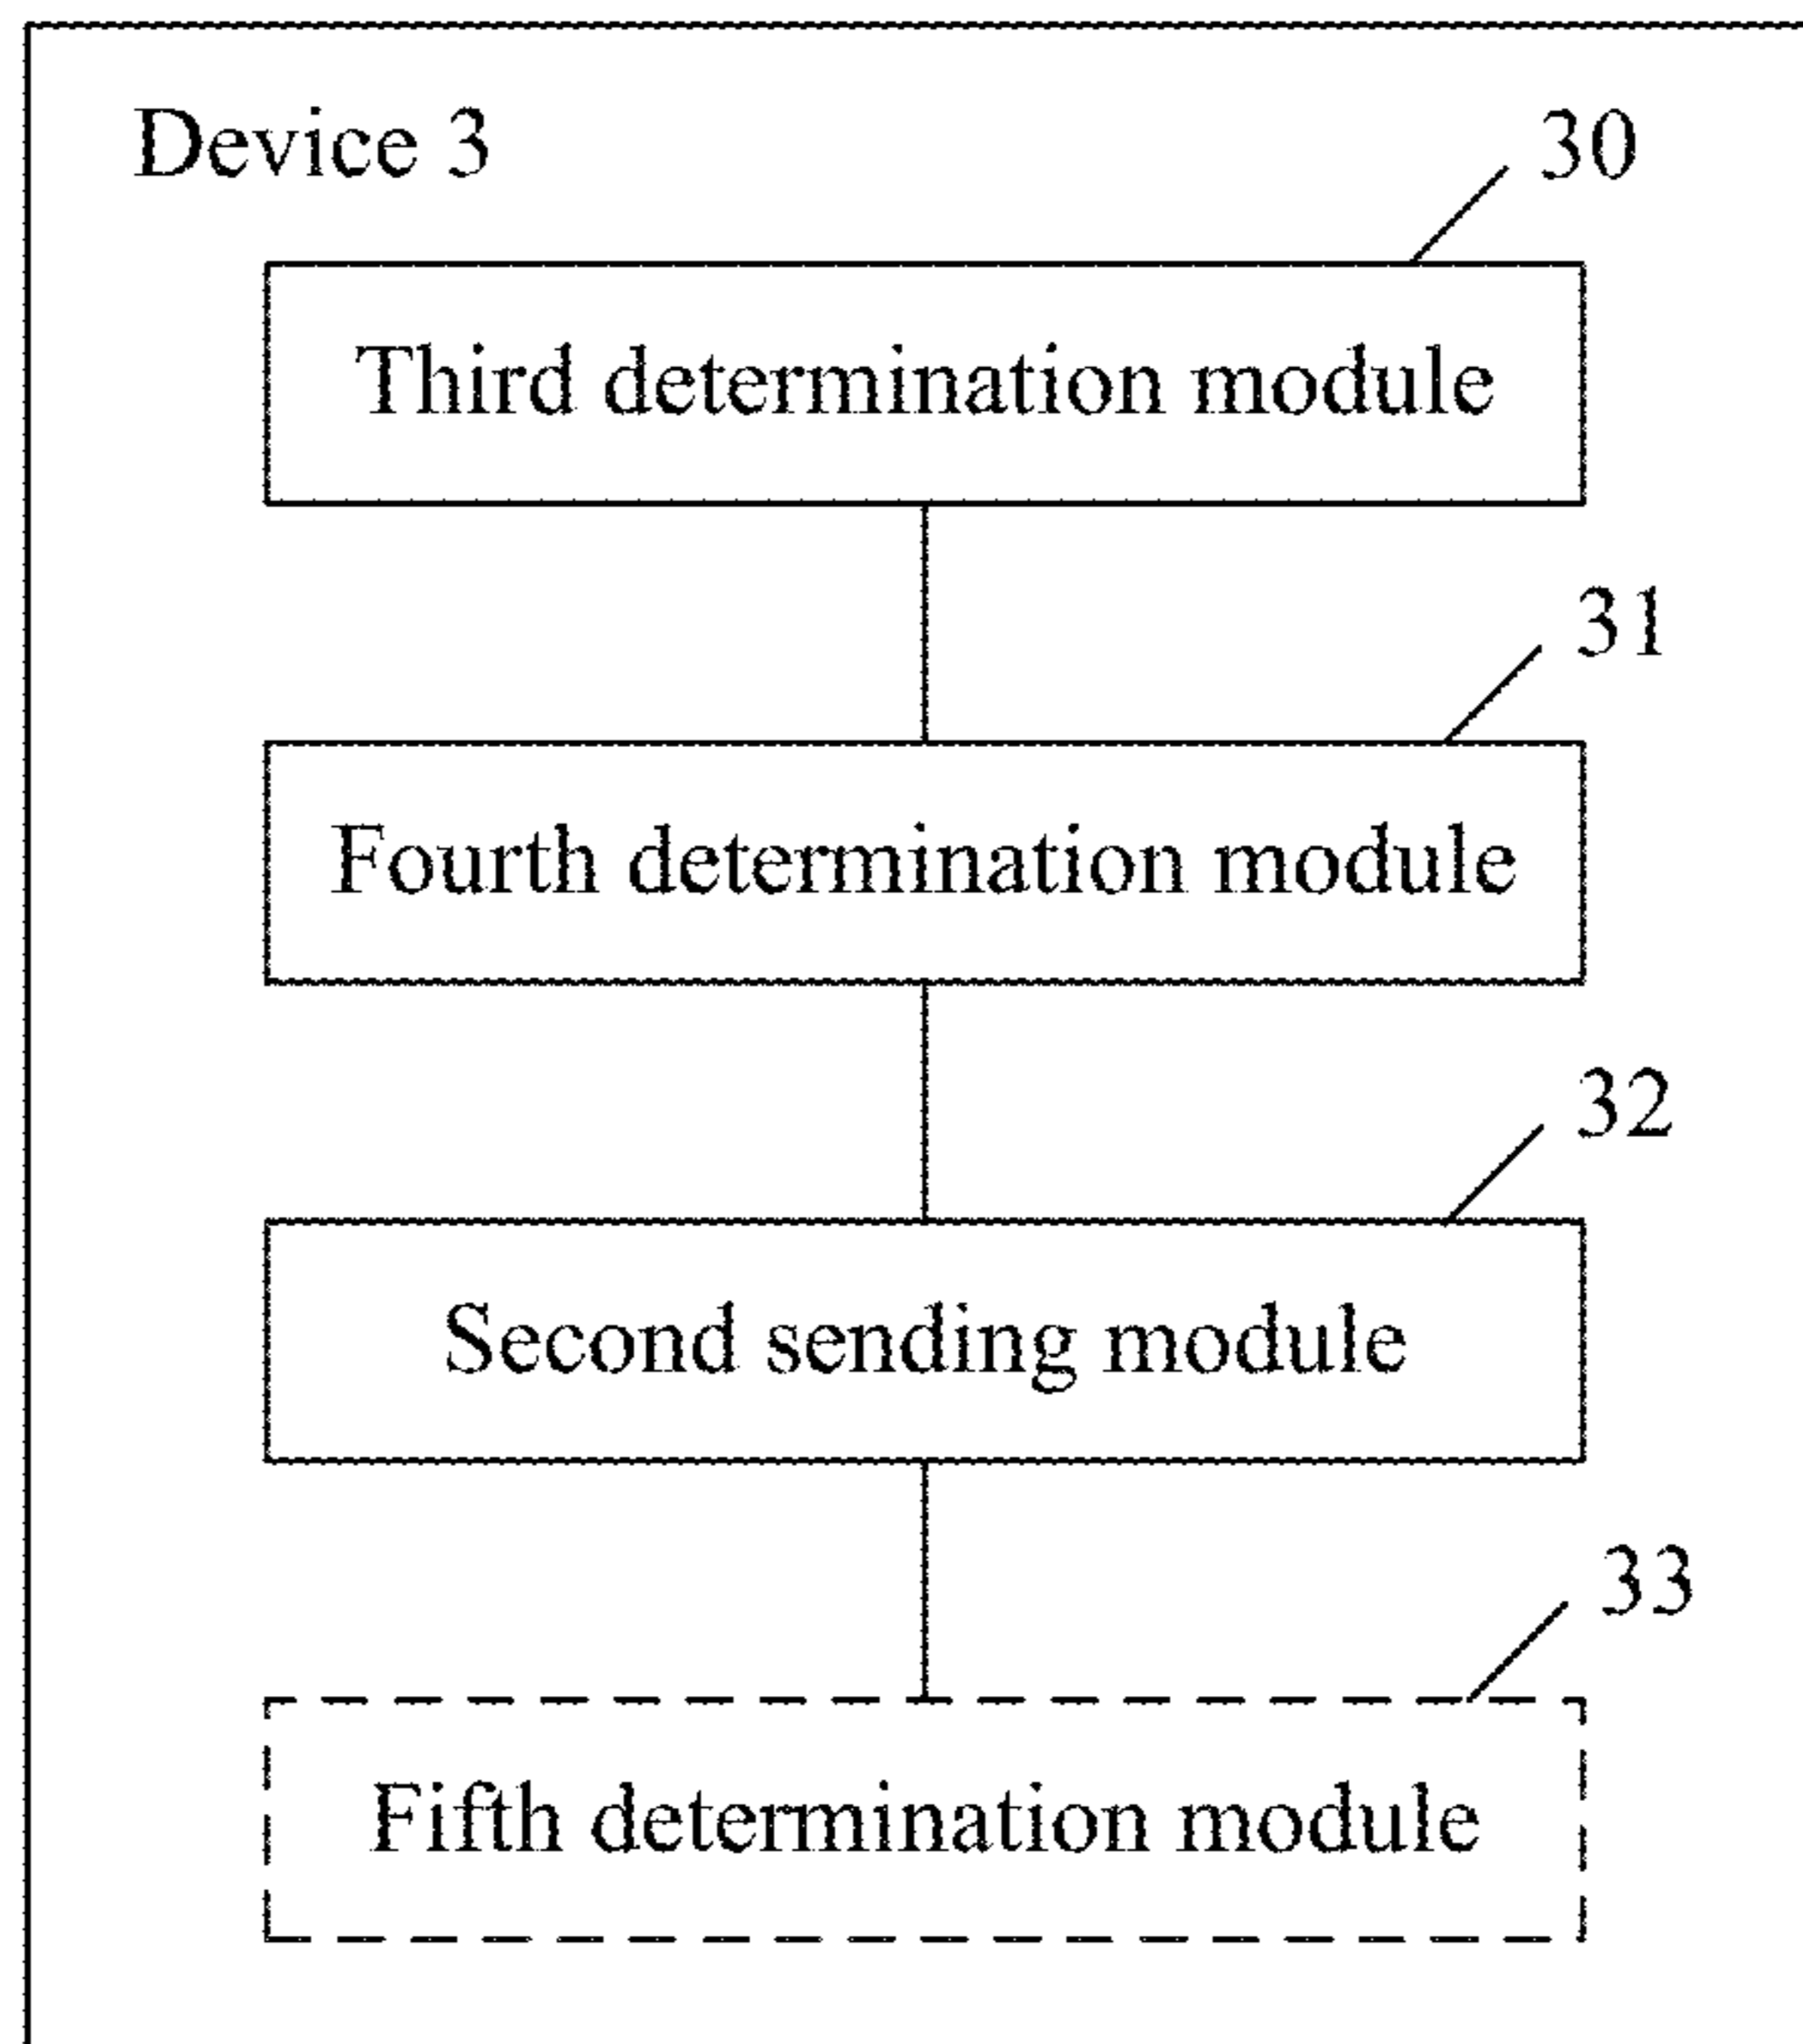 Device 3
30
Third determination module
31
Fourth determination module
32
Second sending module
33
Fifth determination module